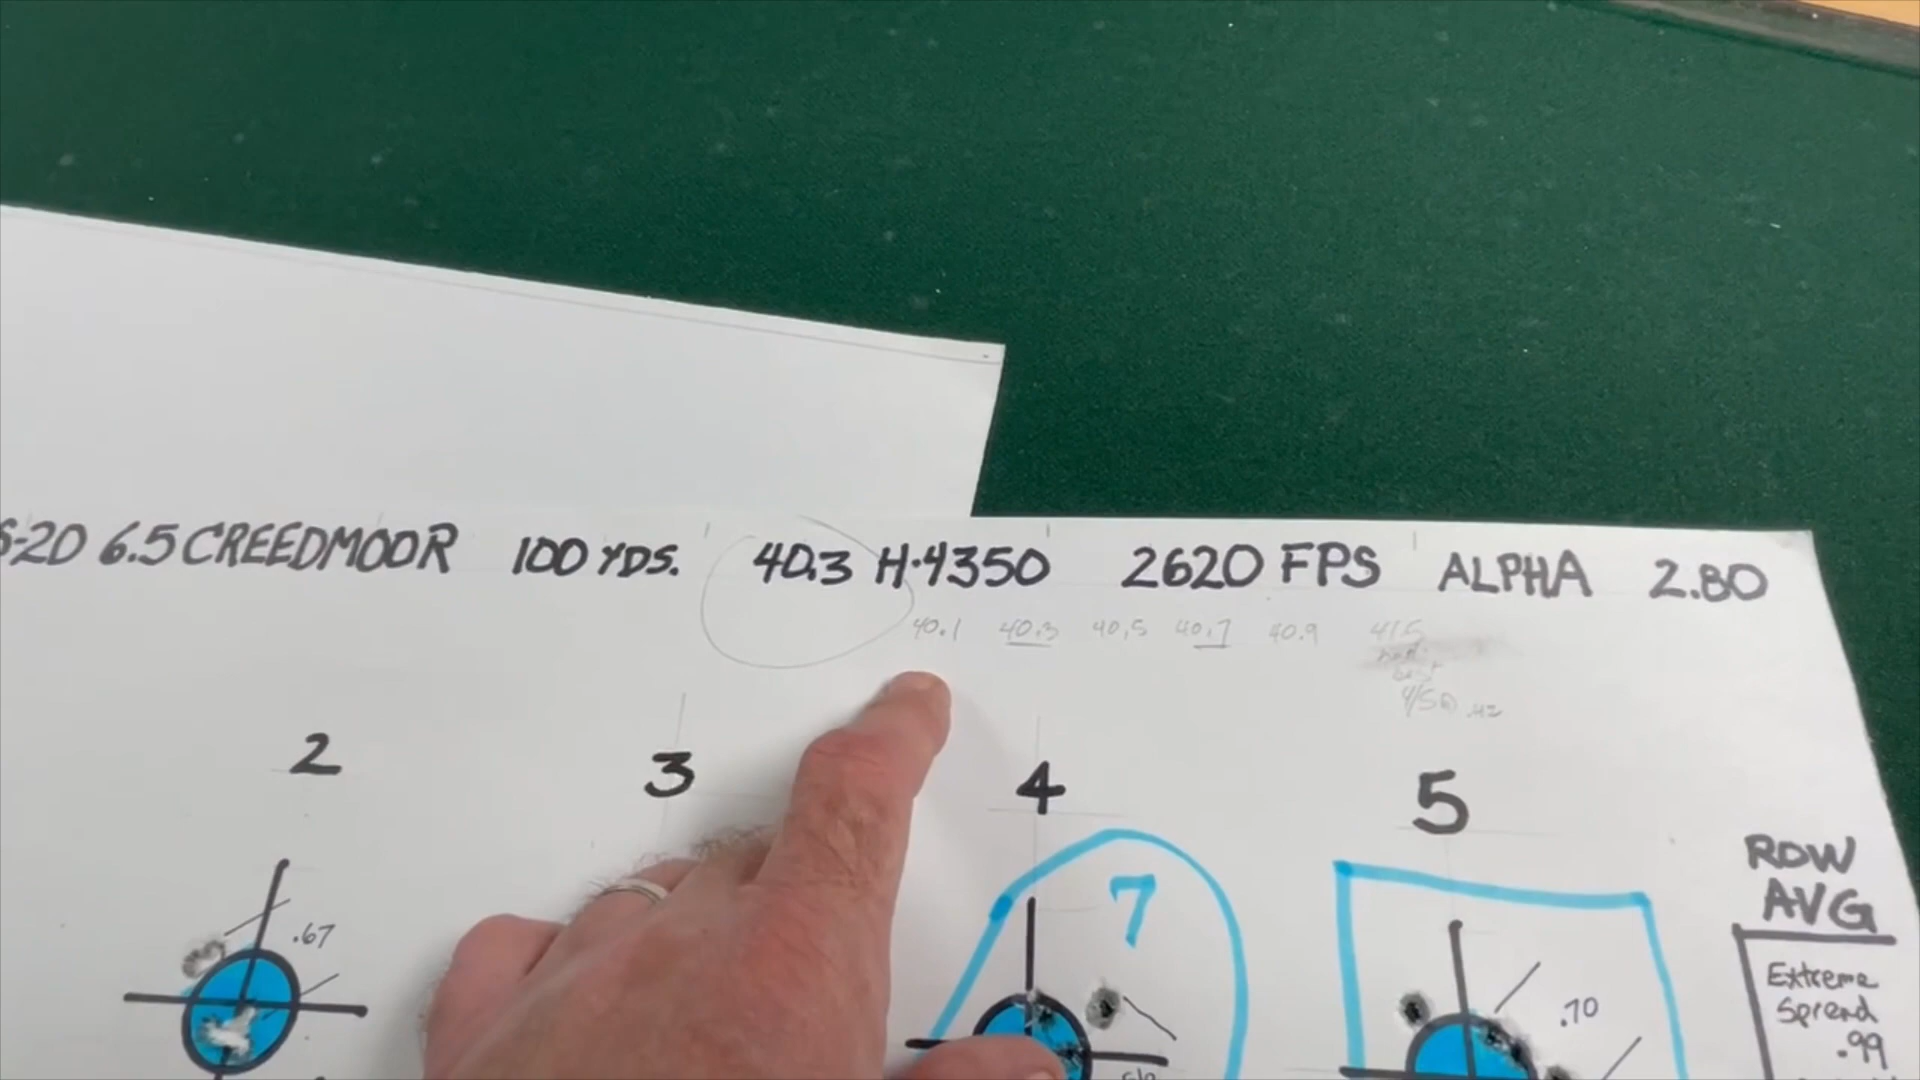 6.5 CREEDMOOR 100 YDS. 40.3 H-4350 2620 FPS ALPHA 2.80
40.1 40.3 40.5 40.7 40.9
2 3 4 5
ROW
AVG
7
.67
.70
Extreme
Spread
.99